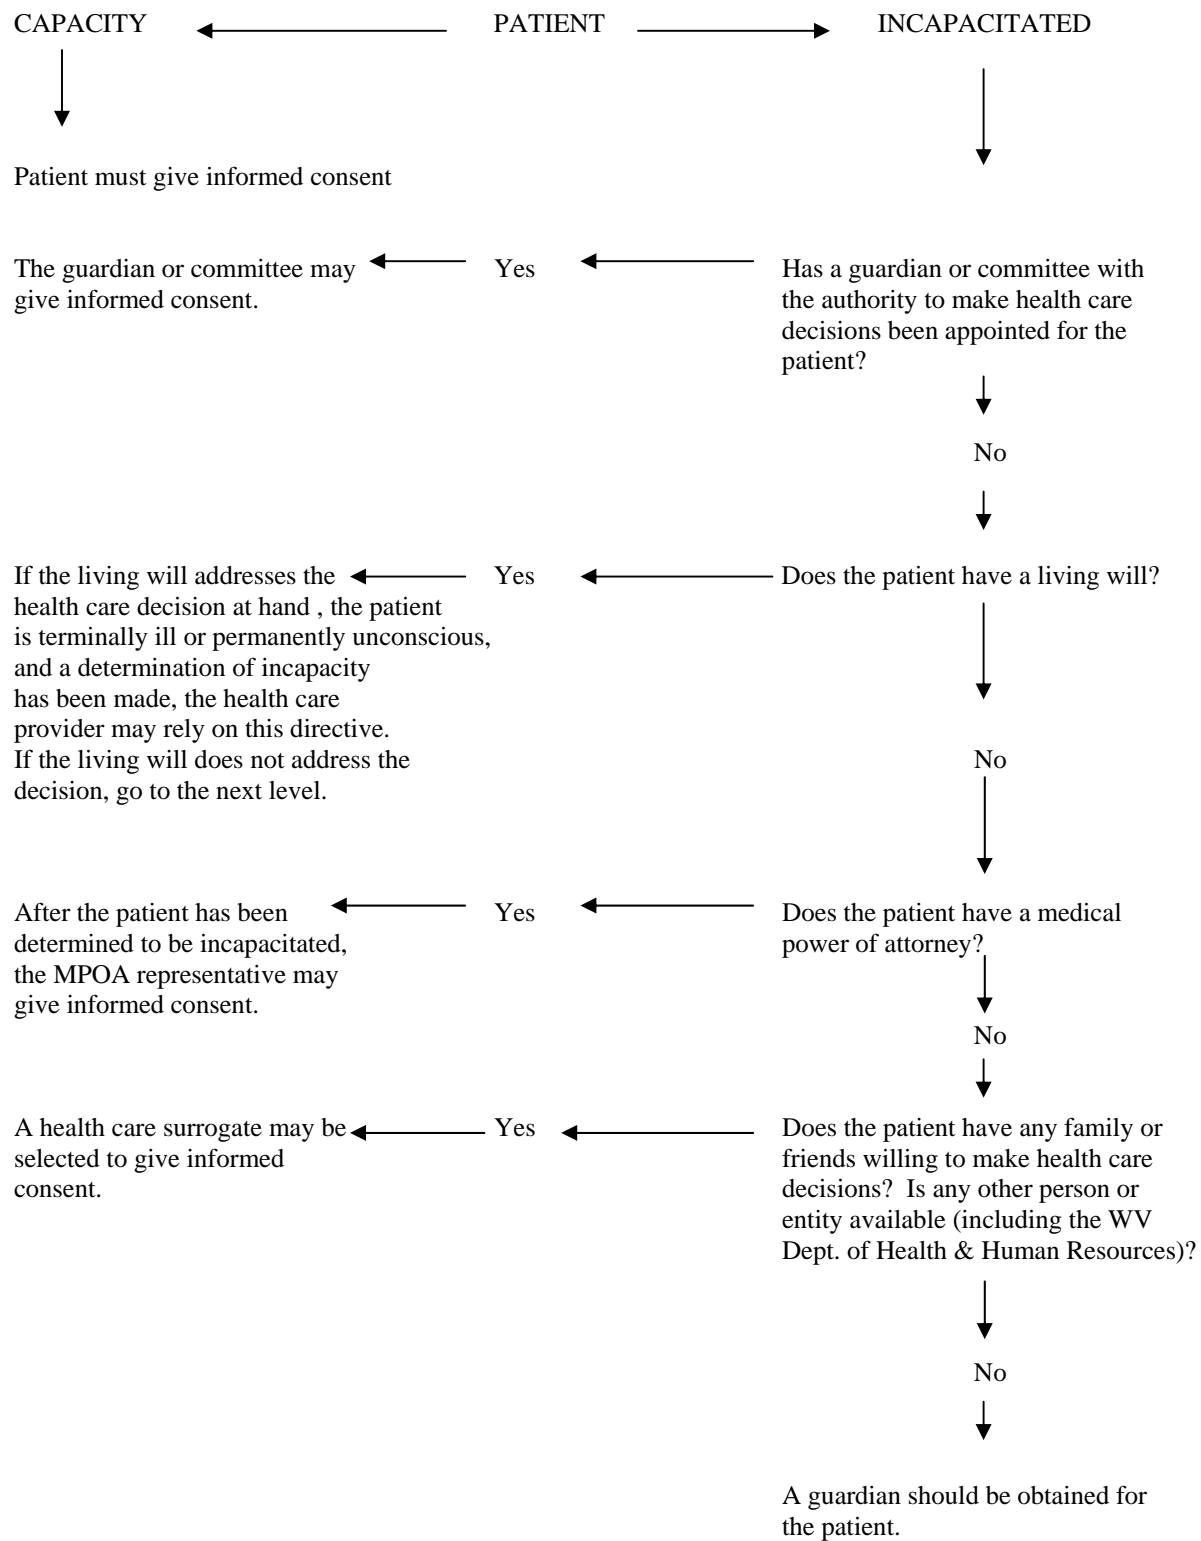 CAPACITY PATIENT INCAPACITATED
Patient must give informed consent
The guardian or committee may
give informed consent.
Yes
Has a guardian or committee with
the authority to make health care
decisions been appointed for the
patient?
No
If the living will addresses the
health care decision at hand , the patient
is terminally ill or permanently unconscious,
and a determination of incapacity
has been made, the health care
provider may rely on this directive.
If the living will does not address the
decision, go to the next level.
Yes
Does the patient have a living will?
No
After the patient has been
determined to be incapacitated,
the MPOA representative may
give informed consent.
Yes
Does the patient have a medical
power of attorney?
No
A health care surrogate may be
selected to give informed
consent.
Yes
Does the patient have any family or
friends willing to make health care
decisions? Is any other person or
entity available (including the WV
Dept. of Health & Human Resources)?
No
A guardian should be obtained for
the patient.